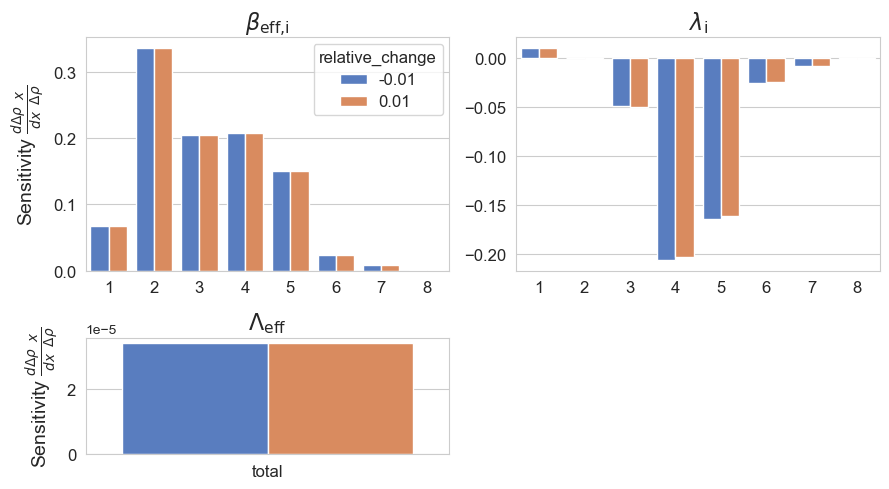 β_eff,i
Sensitivity dΔρ/dx x/Δρ
0.3
0.2
0.1
0.0
relative_change
-0.01
0.01
1 2 3 4 5 6 7 8
λ_i
0.00
−0.05
−0.10
−0.15
−0.20
1 2 3 4 5 6 7 8
Λ_eff
1e−5
Sensitivity dΔρ/dx x/Δρ
2
0
total